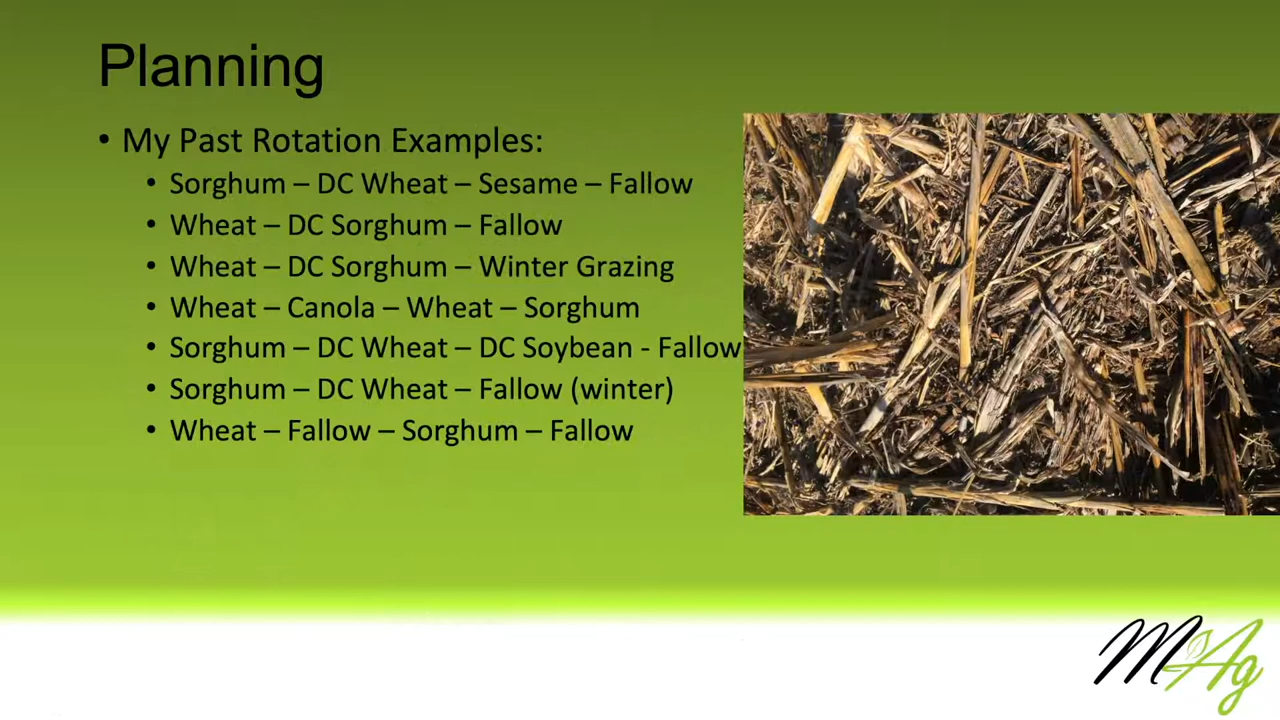 Planning
• My Past Rotation Examples:
• Sorghum – DC Wheat – Sesame – Fallow
• Wheat – DC Sorghum – Fallow
• Wheat – DC Sorghum – Winter Grazing
• Wheat – Canola – Wheat – Sorghum
• Sorghum – DC Wheat – DC Soybean - Fallow
• Sorghum – DC Wheat – Fallow (winter)
• Wheat – Fallow – Sorghum – Fallow
MAg